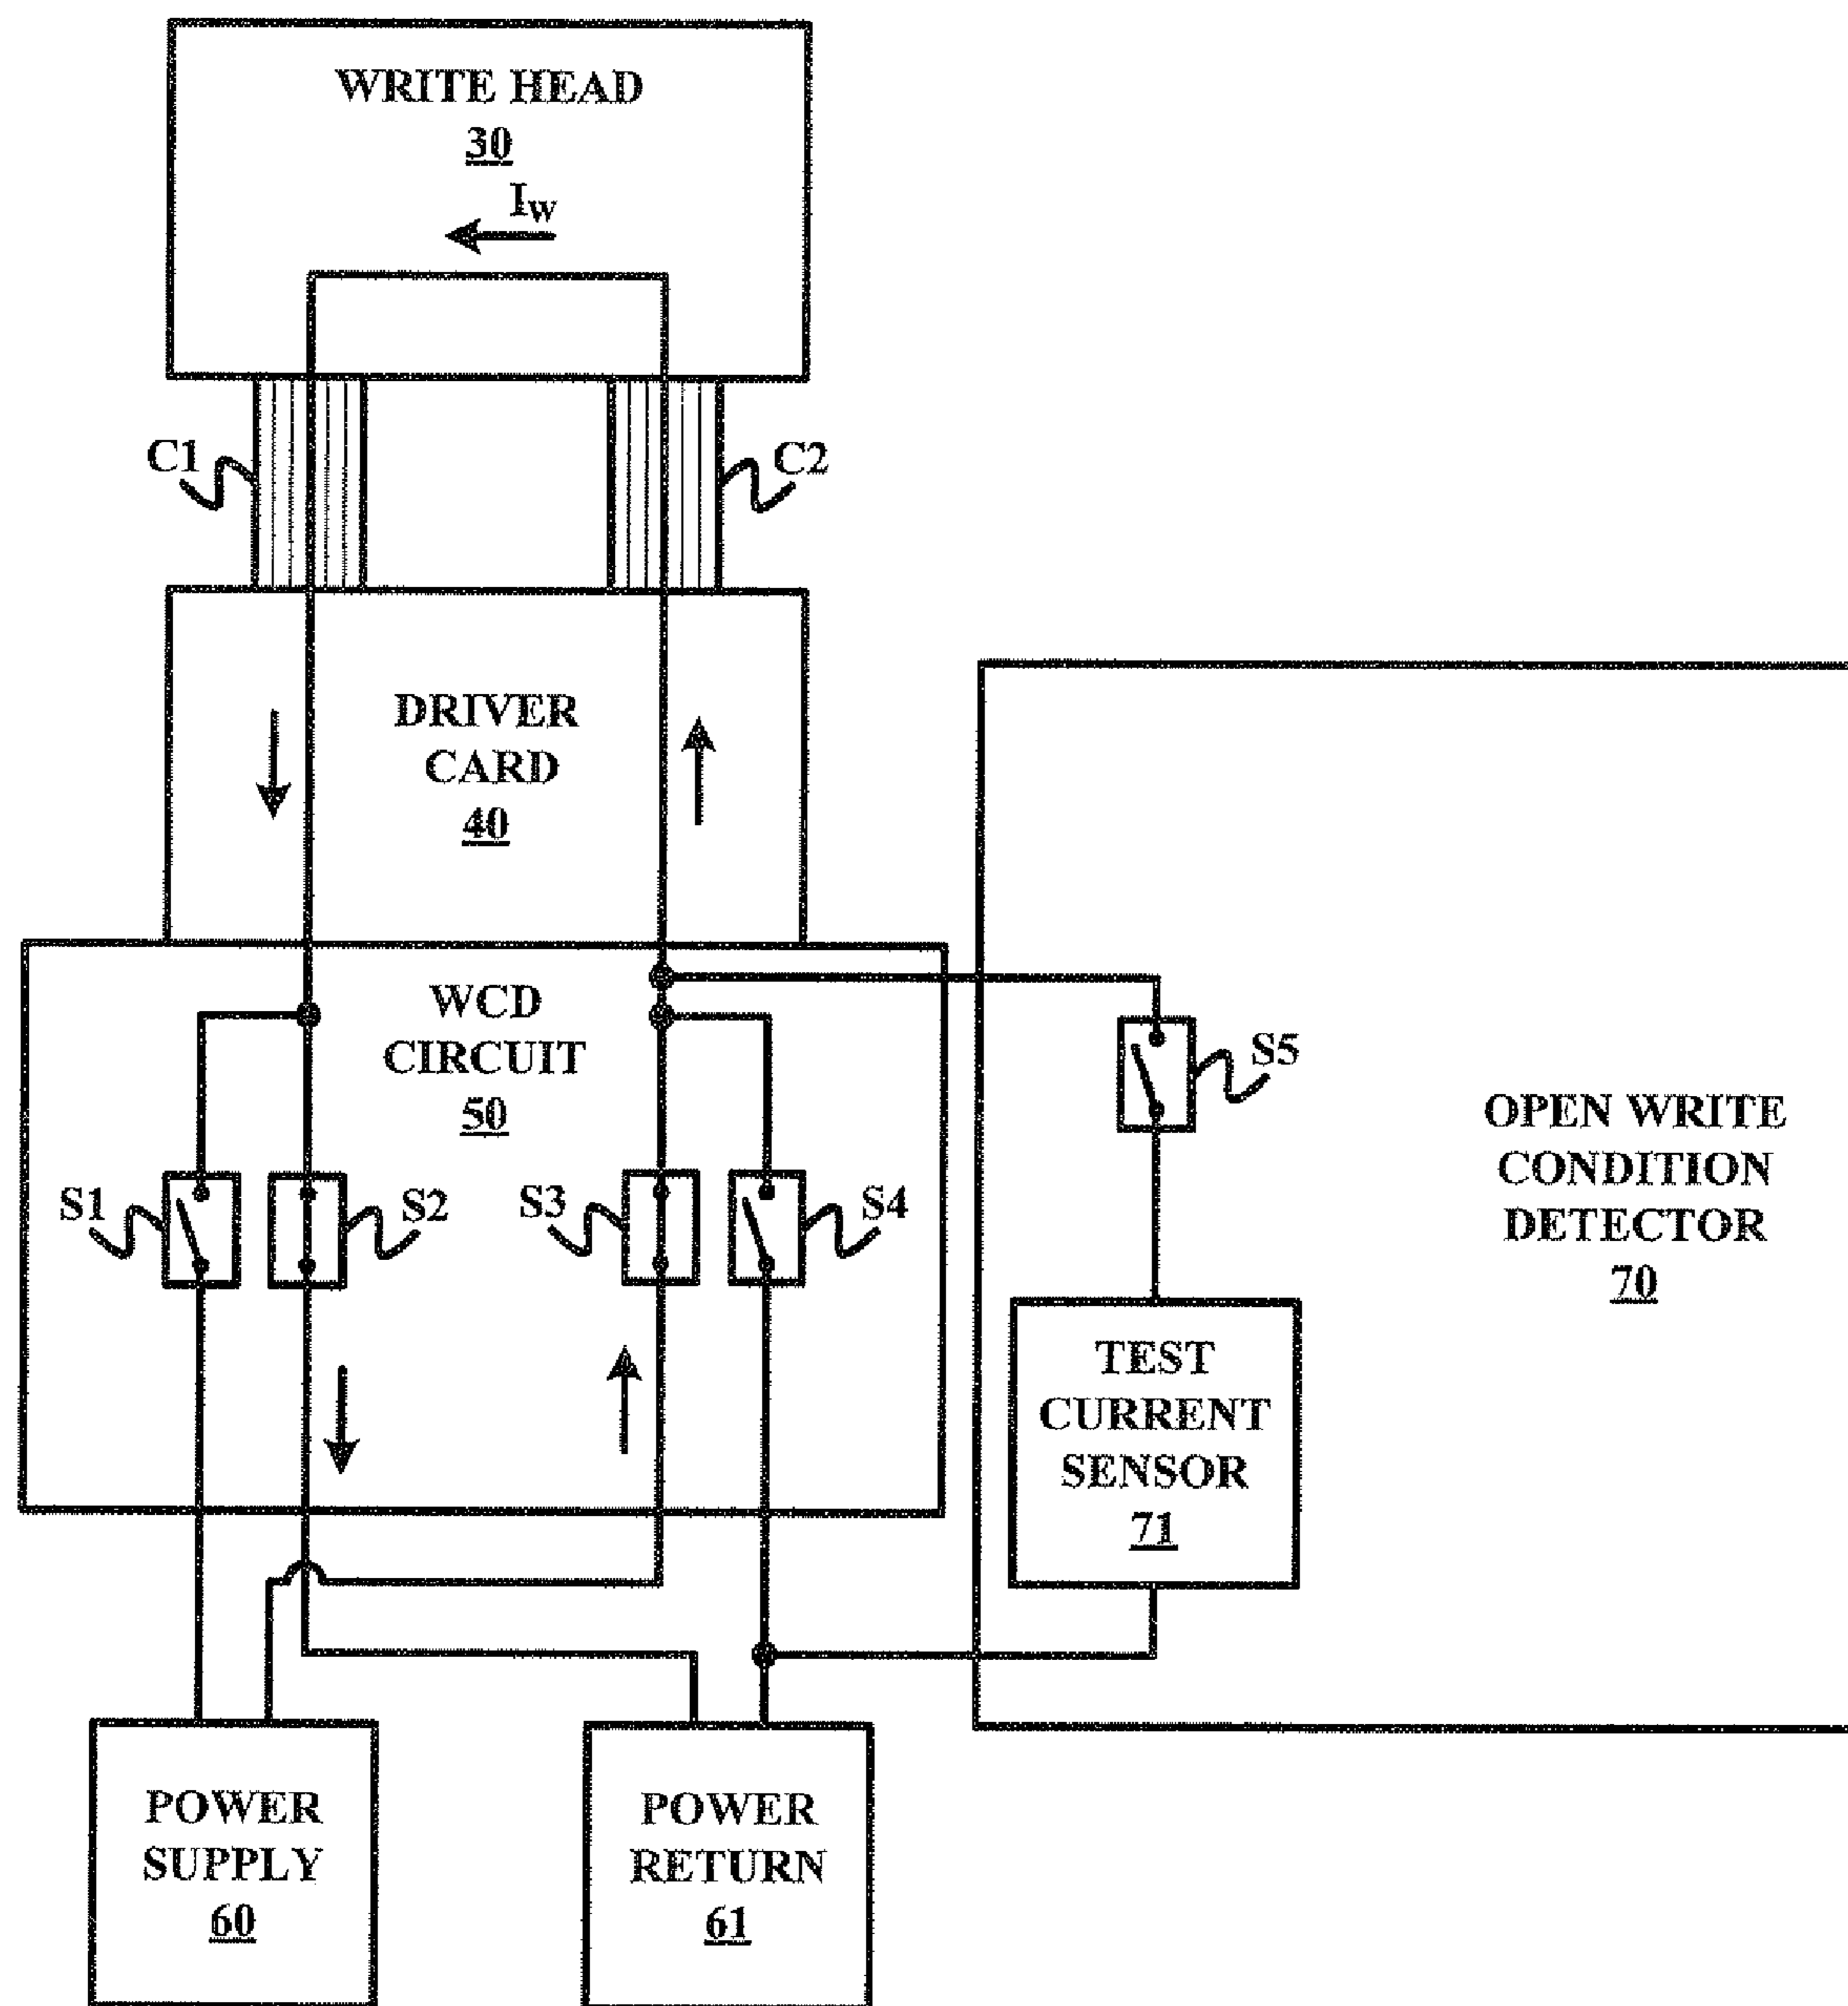 WRITE HEAD
30
IW
C1
C2
DRIVER
CARD
40
WCD
CIRCUIT
50
S5
OPEN WRITE
CONDITION
DETECTOR
70
S1
S2
S3
S4
TEST
CURRENT
SENSOR
71
POWER
SUPPLY
60
POWER
RETURN
61